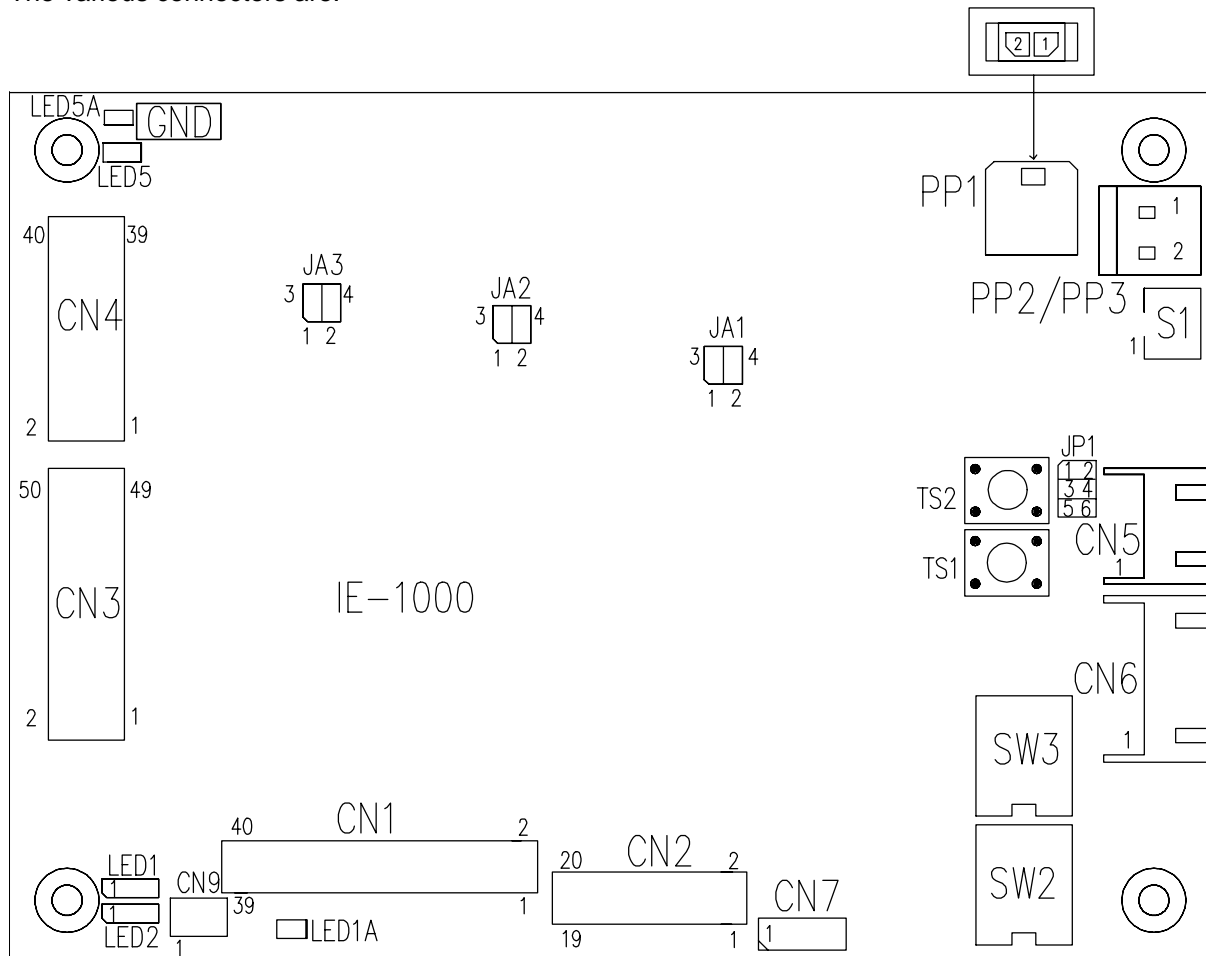 The various connectors are:
2 1
LED5A
GND
LED5
PP1
1
2
PP2/PP3
S1
1
40 39
CN4
2 1
JA3
3 4
1 2
JA2
3 4
1 2
JA1
3 4
1 2
JP1
1 2
3 4
5 6
TS2
TS1
CN5
1
50 49
CN3
2 1
IE-1000
CN6
1
SW3
SW2
CN1
40 2
39 1
CN2
20 2
19 1
CN7
1
LED1
1
1
LED2
CN9
1
LED1A